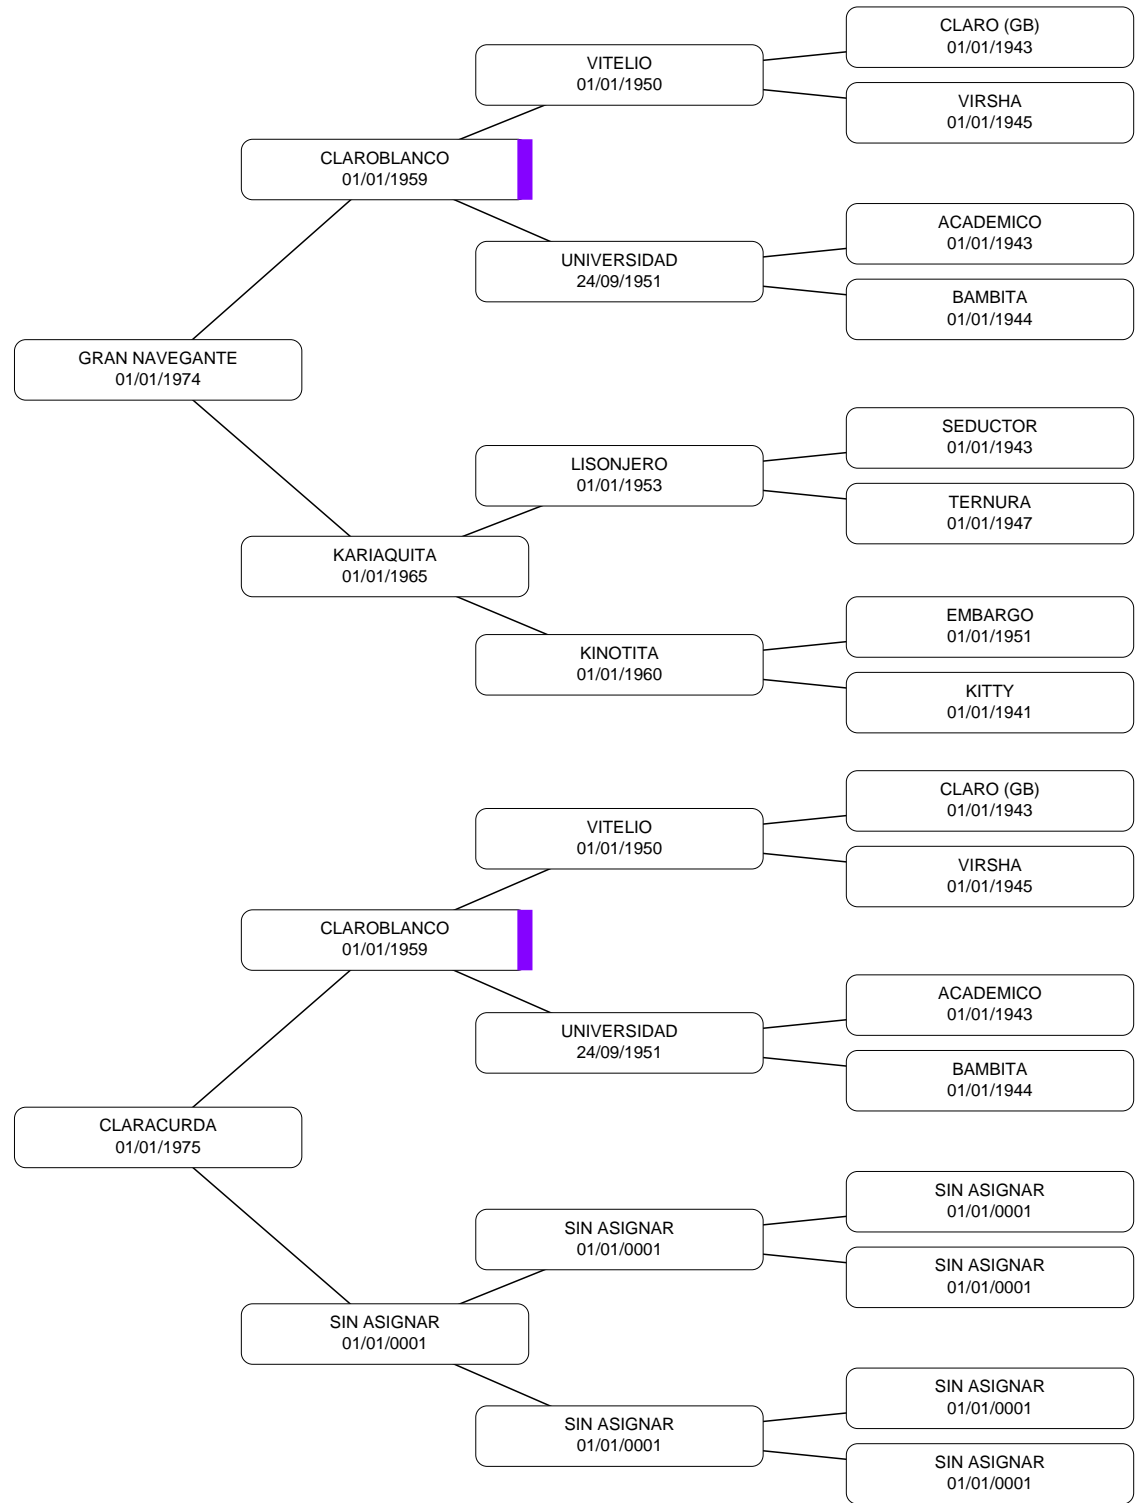 CLARO (GB)
01/01/1943
VITELIO
01/01/1950
VIRSHA
01/01/1945
CLAROBLANCO
01/01/1959
ACADEMICO
01/01/1943
UNIVERSIDAD
24/09/1951
BAMBITA
01/01/1944
GRAN NAVEGANTE
01/01/1974
SEDUCTOR
01/01/1943
LISONJERO
01/01/1953
TERNURA
01/01/1947
KARIAQUITA
01/01/1965
EMBARGO
01/01/1951
KINOTITA
01/01/1960
KITTY
01/01/1941
CLARO (GB)
01/01/1943
VITELIO
01/01/1950
VIRSHA
01/01/1945
CLAROBLANCO
01/01/1959
ACADEMICO
01/01/1943
UNIVERSIDAD
24/09/1951
BAMBITA
01/01/1944
CLARACURDA
01/01/1975
SIN ASIGNAR
01/01/0001
SIN ASIGNAR
01/01/0001
SIN ASIGNAR
01/01/0001
SIN ASIGNAR
01/01/0001
SIN ASIGNAR
01/01/0001
SIN ASIGNAR
01/01/0001
SIN ASIGNAR
01/01/0001